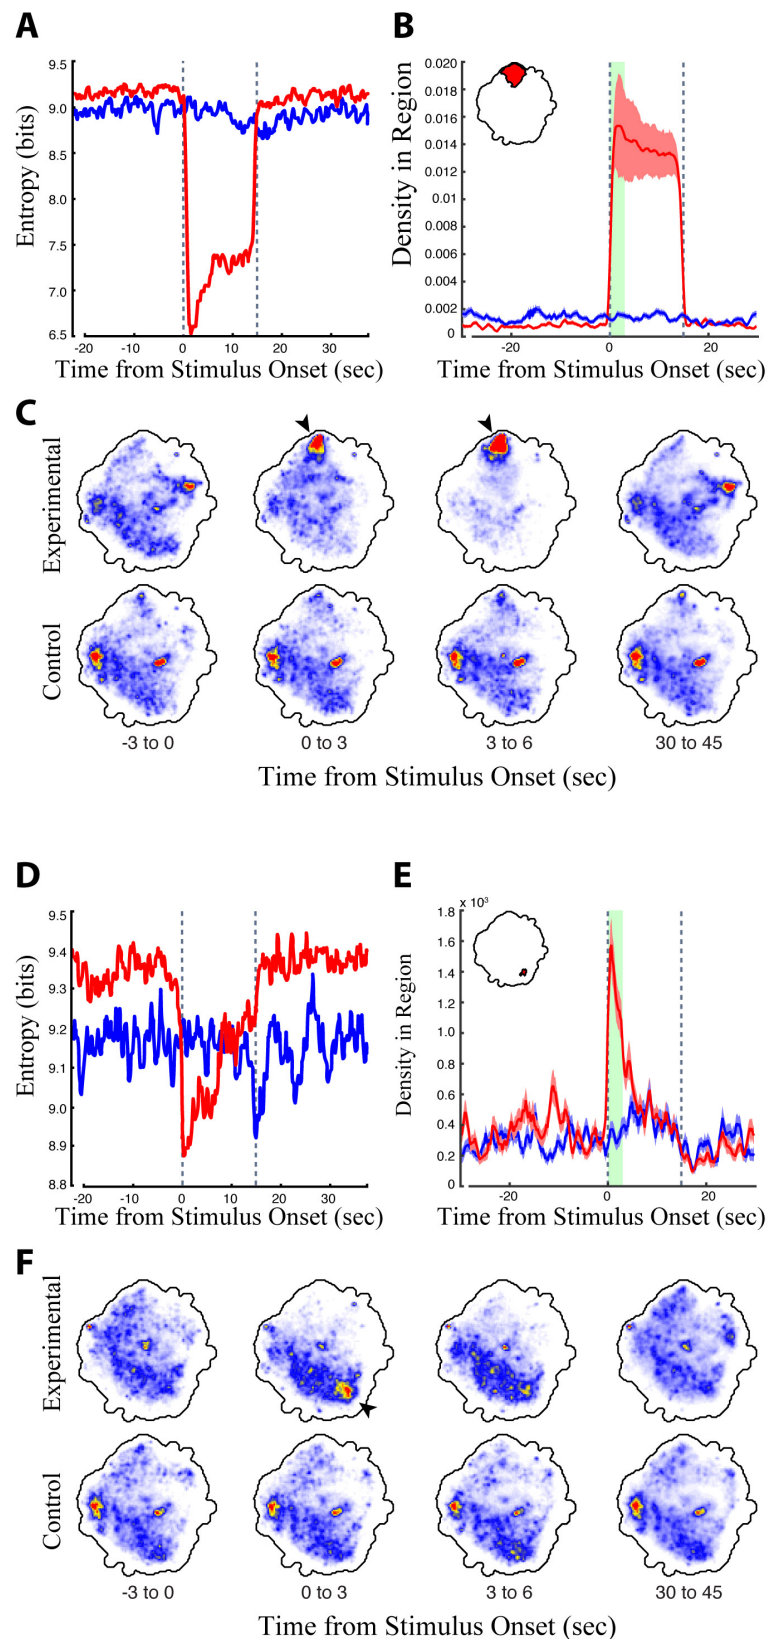 A
Entropy (bits)
9.5
9.0
8.5
8.0
7.5
7.0
6.5
-20 -10 0 10 20 30
Time from Stimulus Onset (sec)
B
Density in Region
0.020
0.018
0.016
0.014
0.012
0.010
0.008
0.006
0.004
0.002
0
-20 0 20
Time from Stimulus Onset (sec)
C
Experimental
Control
-3 to 0 0 to 3 3 to 6 30 to 45
Time from Stimulus Onset (sec)
D
Entropy (bits)
9.5
9.4
9.3
9.2
9.1
9.0
8.9
8.8
-20 -10 0 10 20 30
Time from Stimulus Onset (sec)
E
Density in Region
x 10³
1.8
1.6
1.4
1.2
1.0
0.8
0.6
0.4
0.2
0
-20 0 20
Time from Stimulus Onset (sec)
F
Experimental
Control
-3 to 0 0 to 3 3 to 6 30 to 45
Time from Stimulus Onset (sec)